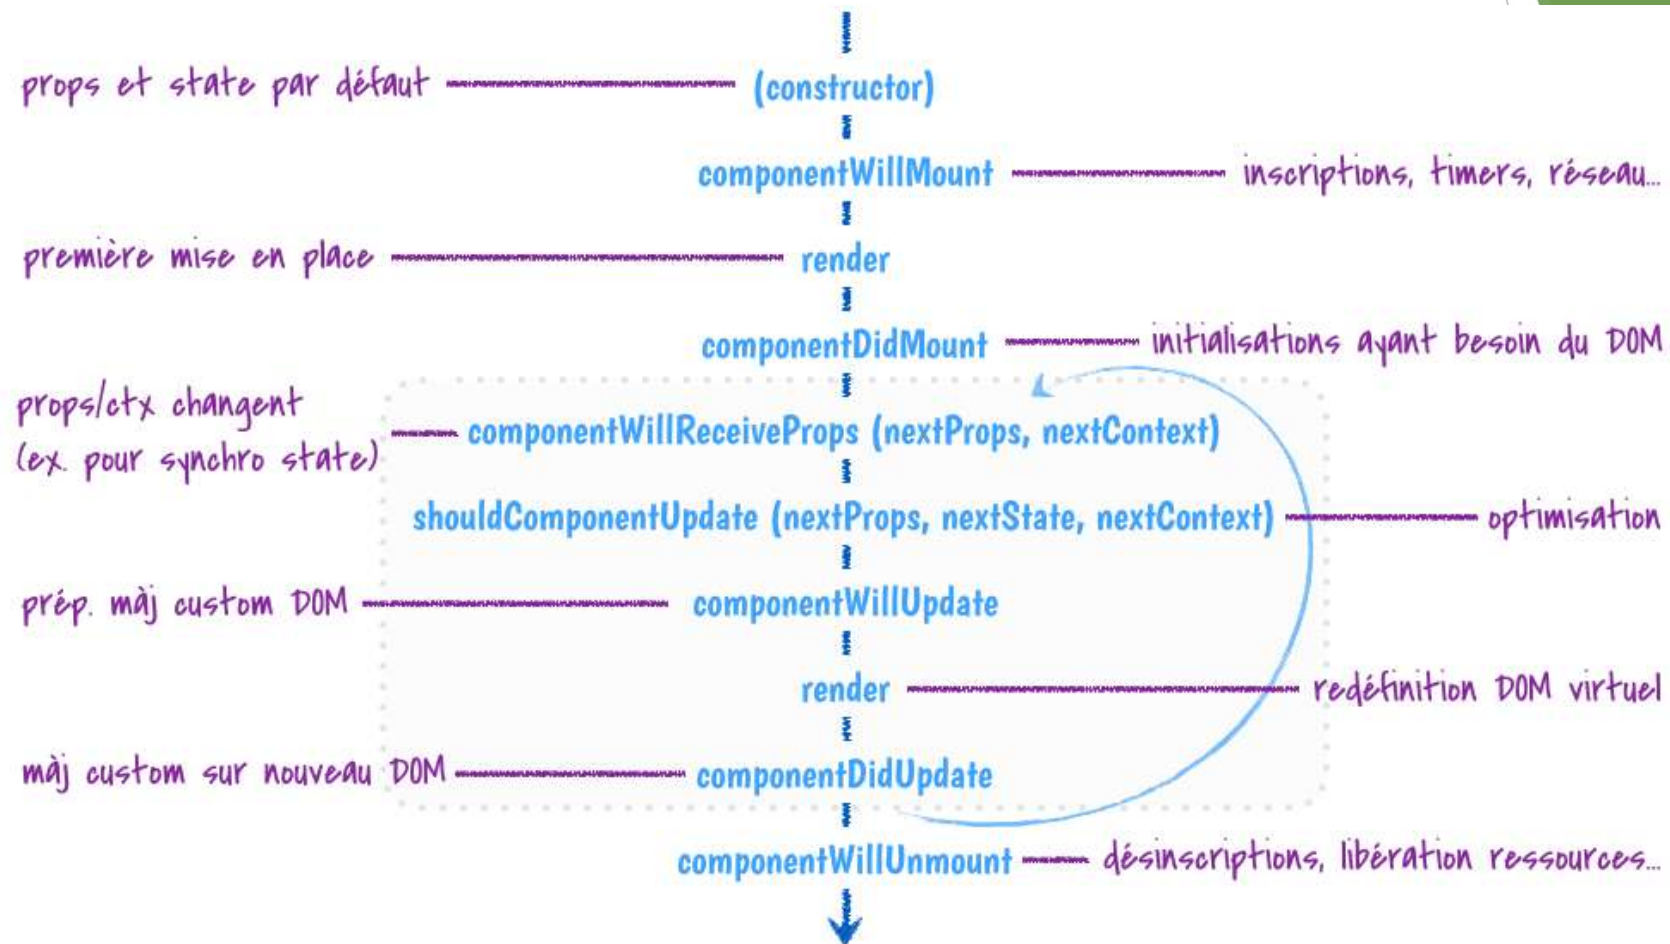 props et state par défaut
(constructor)
componentWillMount
inscriptions, timers, réseau...
première mise en place
render
componentDidMount
initialisations ayant besoin du DOM
props/ctx changent
(ex. pour synchro state)
componentWillReceiveProps (nextProps, nextContext)
shouldComponentUpdate (nextProps, nextState, nextContext)
optimisation
prép. màj custom DOM
componentWillUpdate
render
redéfinition DOM virtuel
màj custom sur nouveau DOM
componentDidUpdate
componentWillUnmount
désinscriptions, libération ressources...